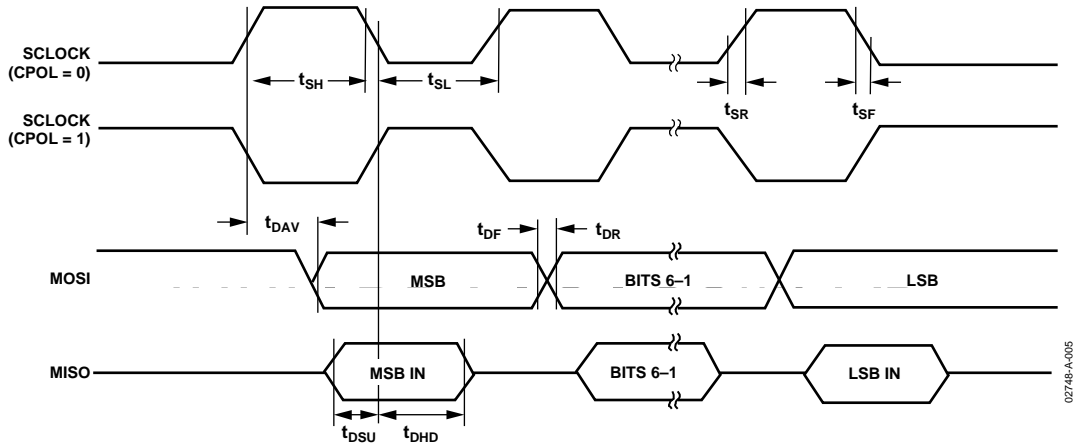 SCLOCK
(CPOL = 0)
tSH
tSL
tSR
tSF
SCLOCK
(CPOL = 1)
tDAV
tDF
tDR
MOSI
MSB
BITS 6–1
LSB
MISO
MSB IN
BITS 6–1
LSB IN
tDSU
tDHD
02748-A-005